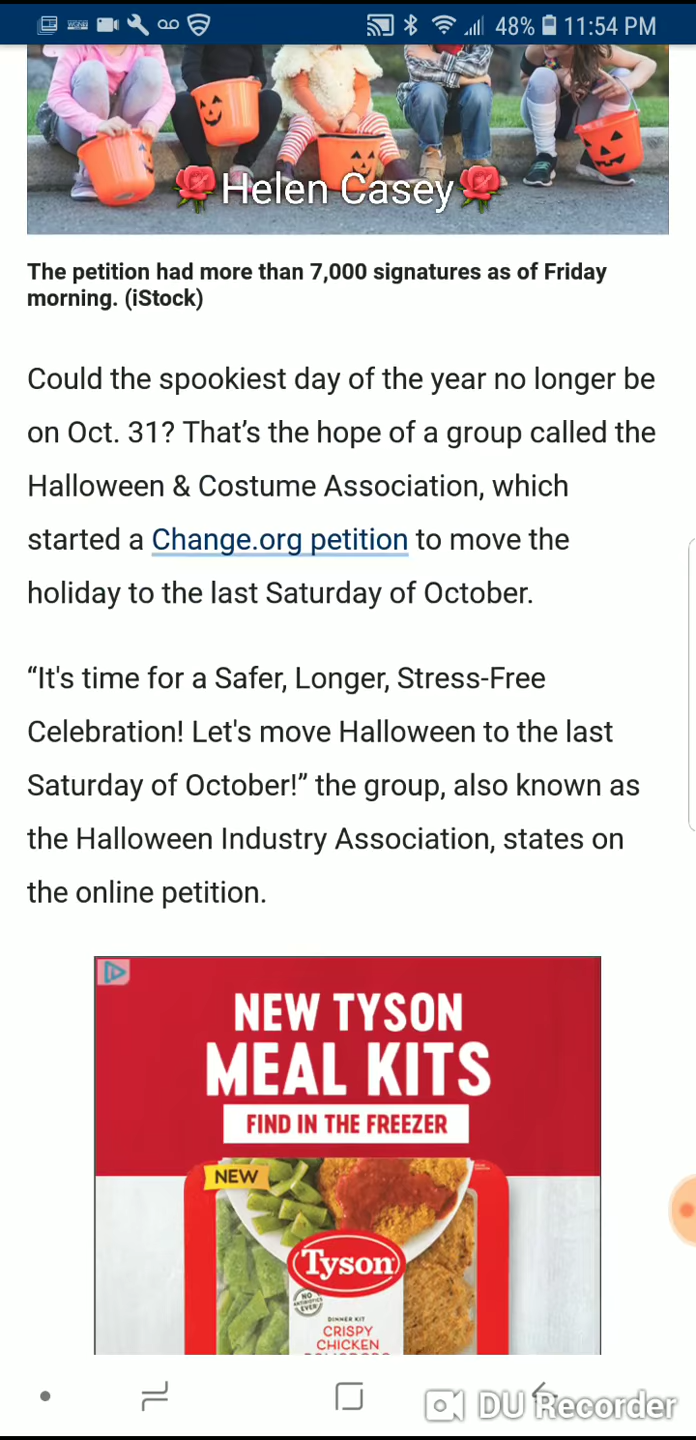 48% 11:54 PM
Helen Casey
The petition had more than 7,000 signatures as of Friday
morning. (iStock)
Could the spookiest day of the year no longer be
on Oct. 31? That’s the hope of a group called the
Halloween & Costume Association, which
started a Change.org petition to move the
holiday to the last Saturday of October.
“It's time for a Safer, Longer, Stress-Free
Celebration! Let's move Halloween to the last
Saturday of October!” the group, also known as
the Halloween Industry Association, states on
the online petition.
NEW TYSON
MEAL KITS
FIND IN THE FREEZER
NEW
Tyson
NO
ANTIBIOTICS
EVER
DINNER KIT
CRISPY
CHICKEN
DU Recorder